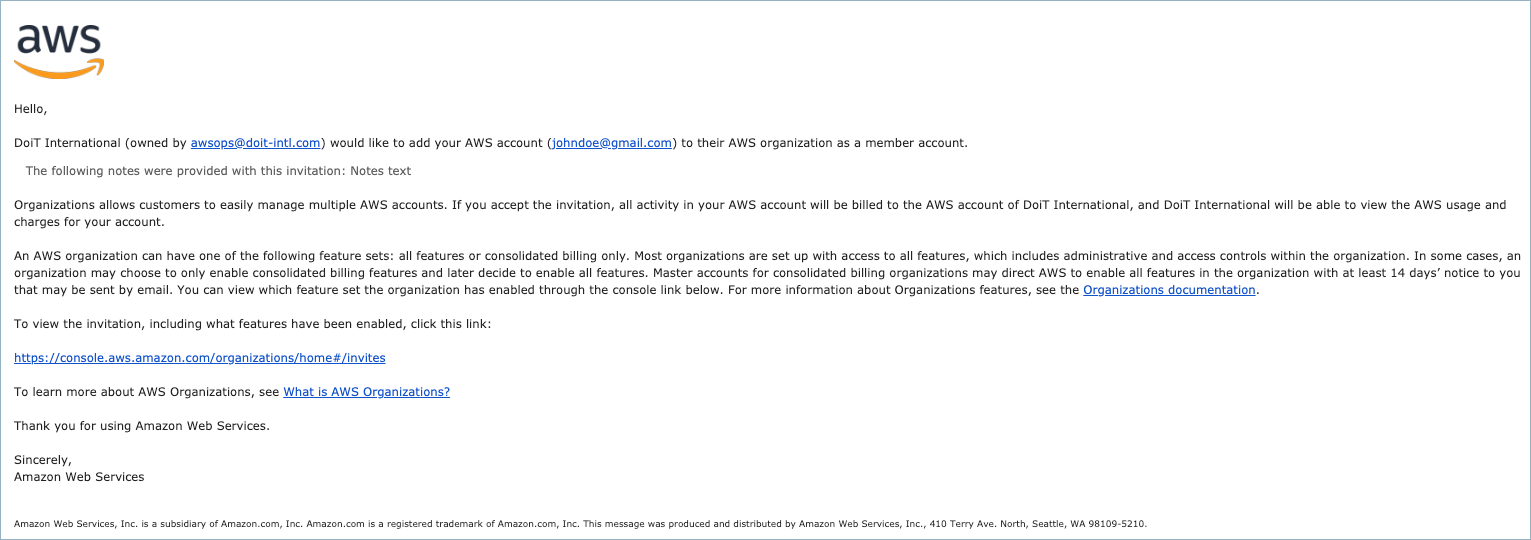 aws
Hello,
DoiT International (owned by awsops@doit-intl.com) would like to add your AWS account (johndoe@gmail.com) to their AWS organization as a member account.
The following notes were provided with this invitation: Notes text
Organizations allows customers to easily manage multiple AWS accounts. If you accept the invitation, all activity in your AWS account will be billed to the AWS account of DoiT International, and DoiT International will be able to view the AWS usage and
charges for your account.
An AWS organization can have one of the following feature sets: all features or consolidated billing only. Most organizations are set up with access to all features, which includes administrative and access controls within the organization. In some cases, an
organization may choose to only enable consolidated billing features and later decide to enable all features. Master accounts for consolidated billing organizations may direct AWS to enable all features in the organization with at least 14 days’ notice to you
that may be sent by email. You can view which feature set the organization has enabled through the console link below. For more information about Organizations features, see the Organizations documentation.
To view the invitation, including what features have been enabled, click this link:
https://console.aws.amazon.com/organizations/home#/invites
To learn more about AWS Organizations, see What is AWS Organizations?
Thank you for using Amazon Web Services.
Sincerely,
Amazon Web Services
Amazon Web Services, Inc. is a subsidiary of Amazon.com, Inc. Amazon.com is a registered trademark of Amazon.com, Inc. This message was produced and distributed by Amazon Web Services, Inc., 410 Terry Ave. North, Seattle, WA 98109-5210.